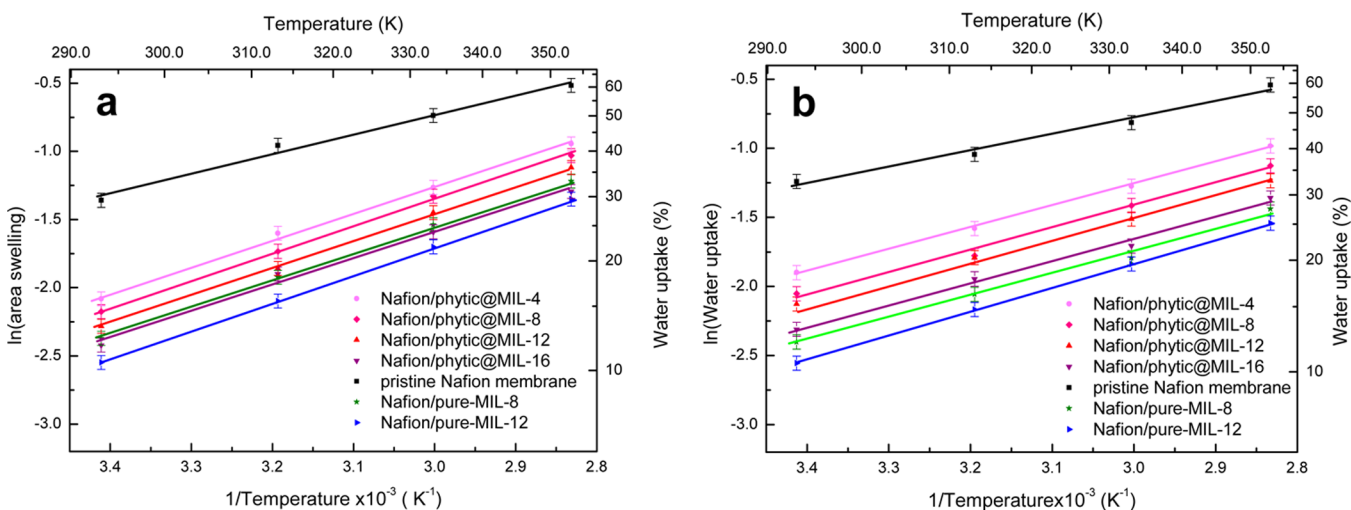 Temperature (K)
290.0 300.0 310.0 320.0 330.0 340.0 350.0
a
ln(area swelling)
-0.5
-1.0
-1.5
-2.0
-2.5
-3.0
60
50
40
30
20
10
Water uptake (%)
Nafion/phytic@MIL-4
Nafion/phytic@MIL-8
Nafion/phytic@MIL-12
Nafion/phytic@MIL-16
pristine Nafion membrane
Nafion/pure-MIL-8
Nafion/pure-MIL-12
3.4 3.3 3.2 3.1 3.0 2.9 2.8
1/Temperature x10⁻³ ( K⁻¹)
Temperature (K)
290.0 300.0 310.0 320.0 330.0 340.0 350.0
b
ln(Water uptake)
-0.5
-1.0
-1.5
-2.0
-2.5
-3.0
60
50
40
30
20
10
Water uptake (%)
Nafion/phytic@MIL-4
Nafion/phytic@MIL-8
Nafion/phytic@MIL-12
Nafion/phytic@MIL-16
pristine Nafion membrane
Nafion/pure-MIL-8
Nafion/pure-MIL-12
3.4 3.3 3.2 3.1 3.0 2.9 2.8
1/Temperaturex10⁻³ ( K⁻¹)